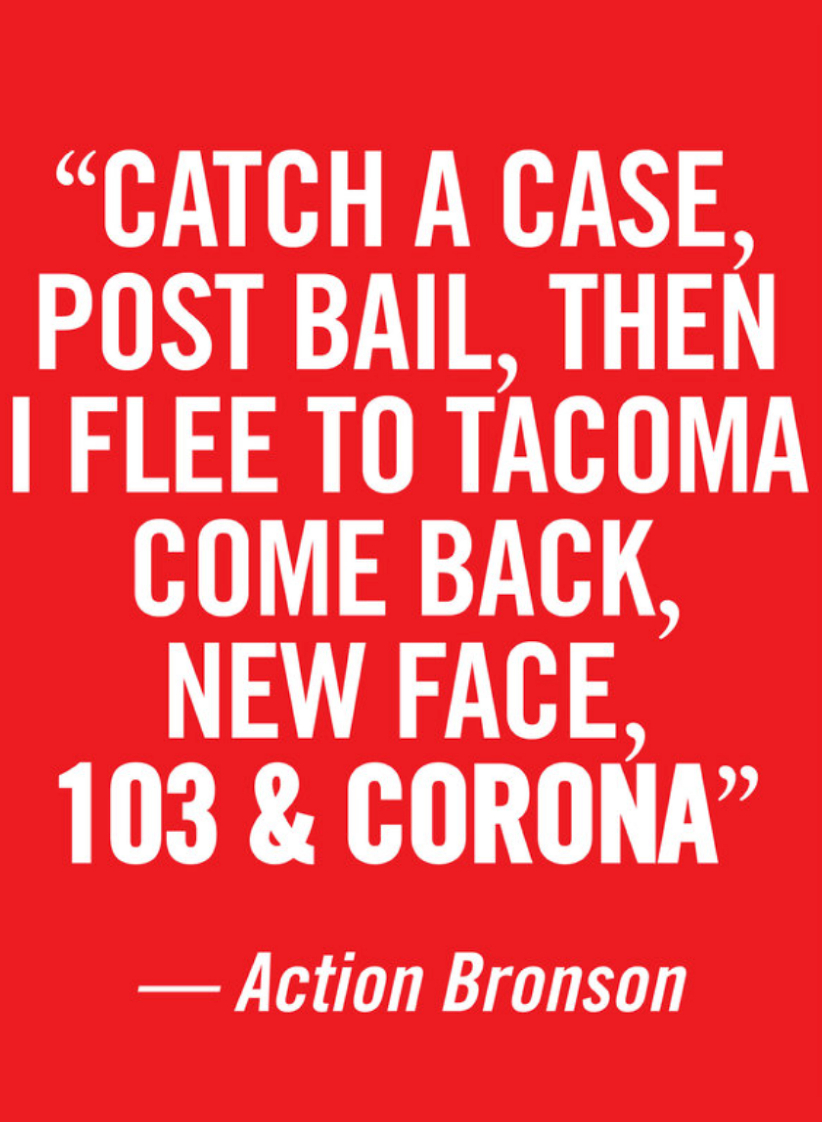 “CATCH A CASE,
POST BAIL, THEN
I FLEE TO TACOMA
COME BACK,
NEW FACE,
103 & CORONA”
— Action Bronson